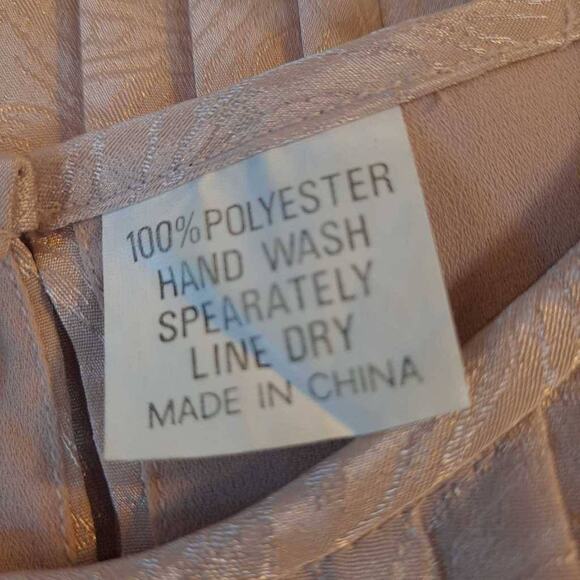 100% POLYESTER
HAND WASH
SPEARATELY
LINE DRY
MADE IN CHINA